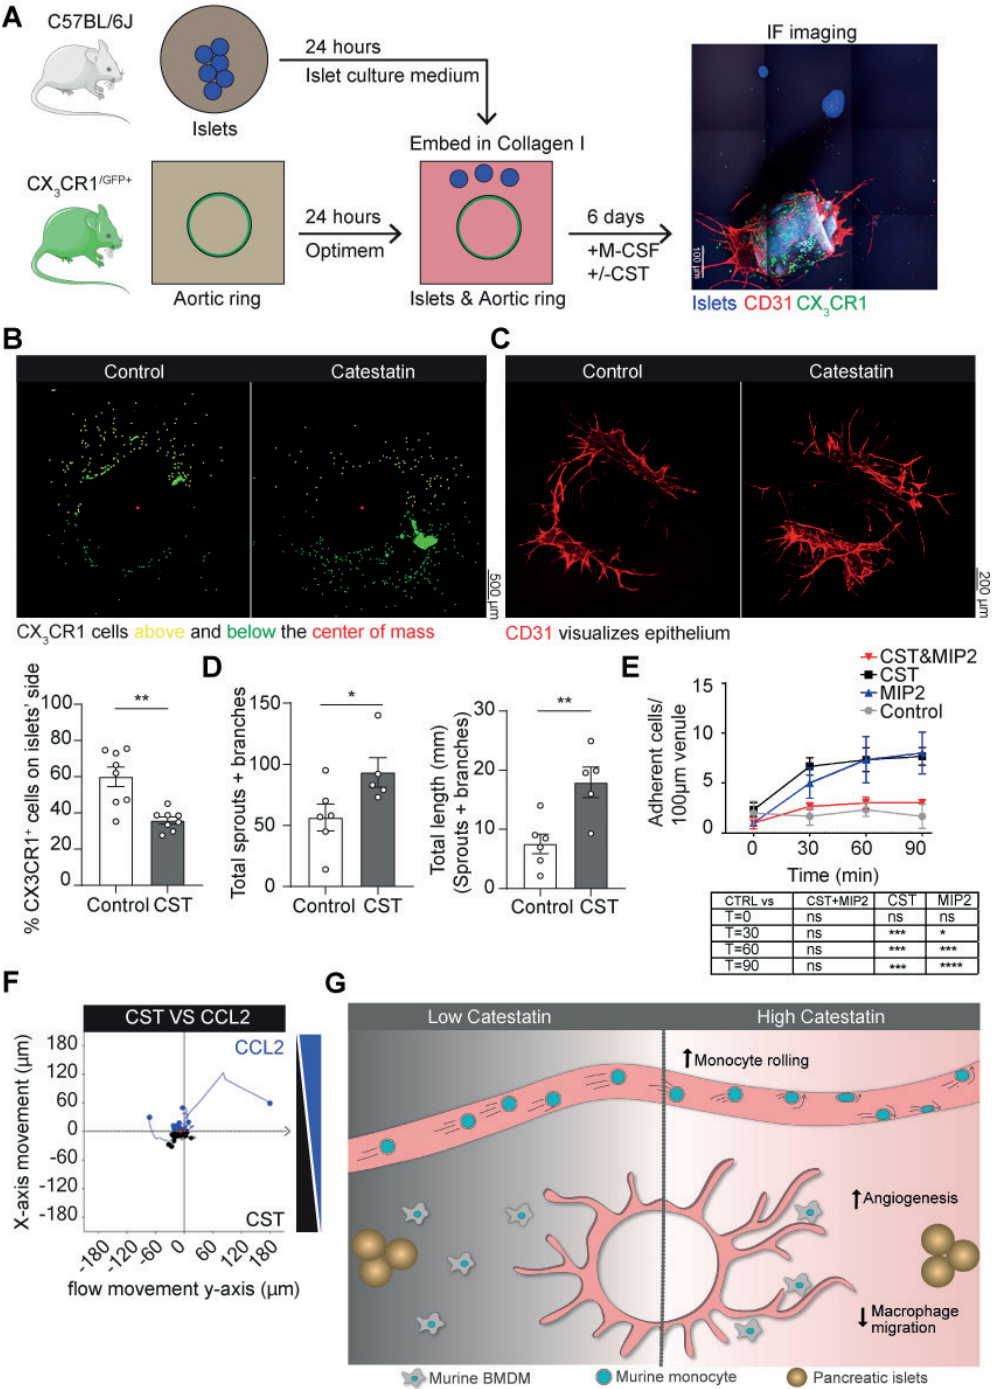 A
C57BL/6J
24 hours
Islet culture medium
Islets
IF imaging
Embed in Collagen I
CX3CR1/GFP+
24 hours
Optimem
6 days
+M-CSF
+/-CST
Aortic ring
Islets & Aortic ring
100 µm
Islets CD31 CX3CR1
B
Control
Catestatin
500 µm
CX3CR1 cells above and below the center of mass
C
Control
Catestatin
200 µm
CD31 visualizes epithelium
% CX3CR1+ cells on islets' side
100
80
60
40
20
0
**
Control CST
D
Total sprouts + branches
150
100
50
0
*
Control CST
Total length (mm)
(Sprouts + branches)
30
20
10
0
**
Control CST
E
CST&MIP2
CST
MIP2
Control
Adherent cells/
100µm venule
15
10
5
0
0 30 60 90
Time (min)
CTRL vs CST+MIP2 CST MIP2
T=0 ns ns ns
T=30 ns *** *
T=60 ns *** ***
T=90 ns *** ****
F
CST VS CCL2
CCL2
X-axis movement (µm)
180
120
60
0
-60
-120
-180
CST
-180 -120 -60 0 60 120 180
flow movement y-axis (µm)
G
Low Catestatin
High Catestatin
Monocyte rolling
Angiogenesis
Macrophage
migration
Murine BMDM
Murine monocyte
Pancreatic islets